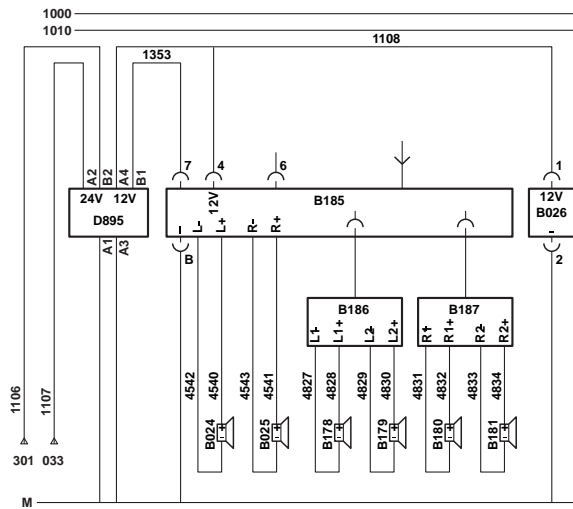 1000
1010
1108
1353
A2
B2
A4
B1
7
4
6
1
24V 12V
D895
12V
B185
12V
B026
-
- L- L+ R- R+
A1
A3
B
2
B186
L1- L1+ L2- L2+
B187
R1- R1+ R2- R2+
1106
1107
4542
4540
4543
4541
4827
4828
4829
4830
4831
4832
4833
4834
B024
B025
B178
B179
B180
B181
+ -
+ -
+ -
+ -
+ -
+ -
301 033
M